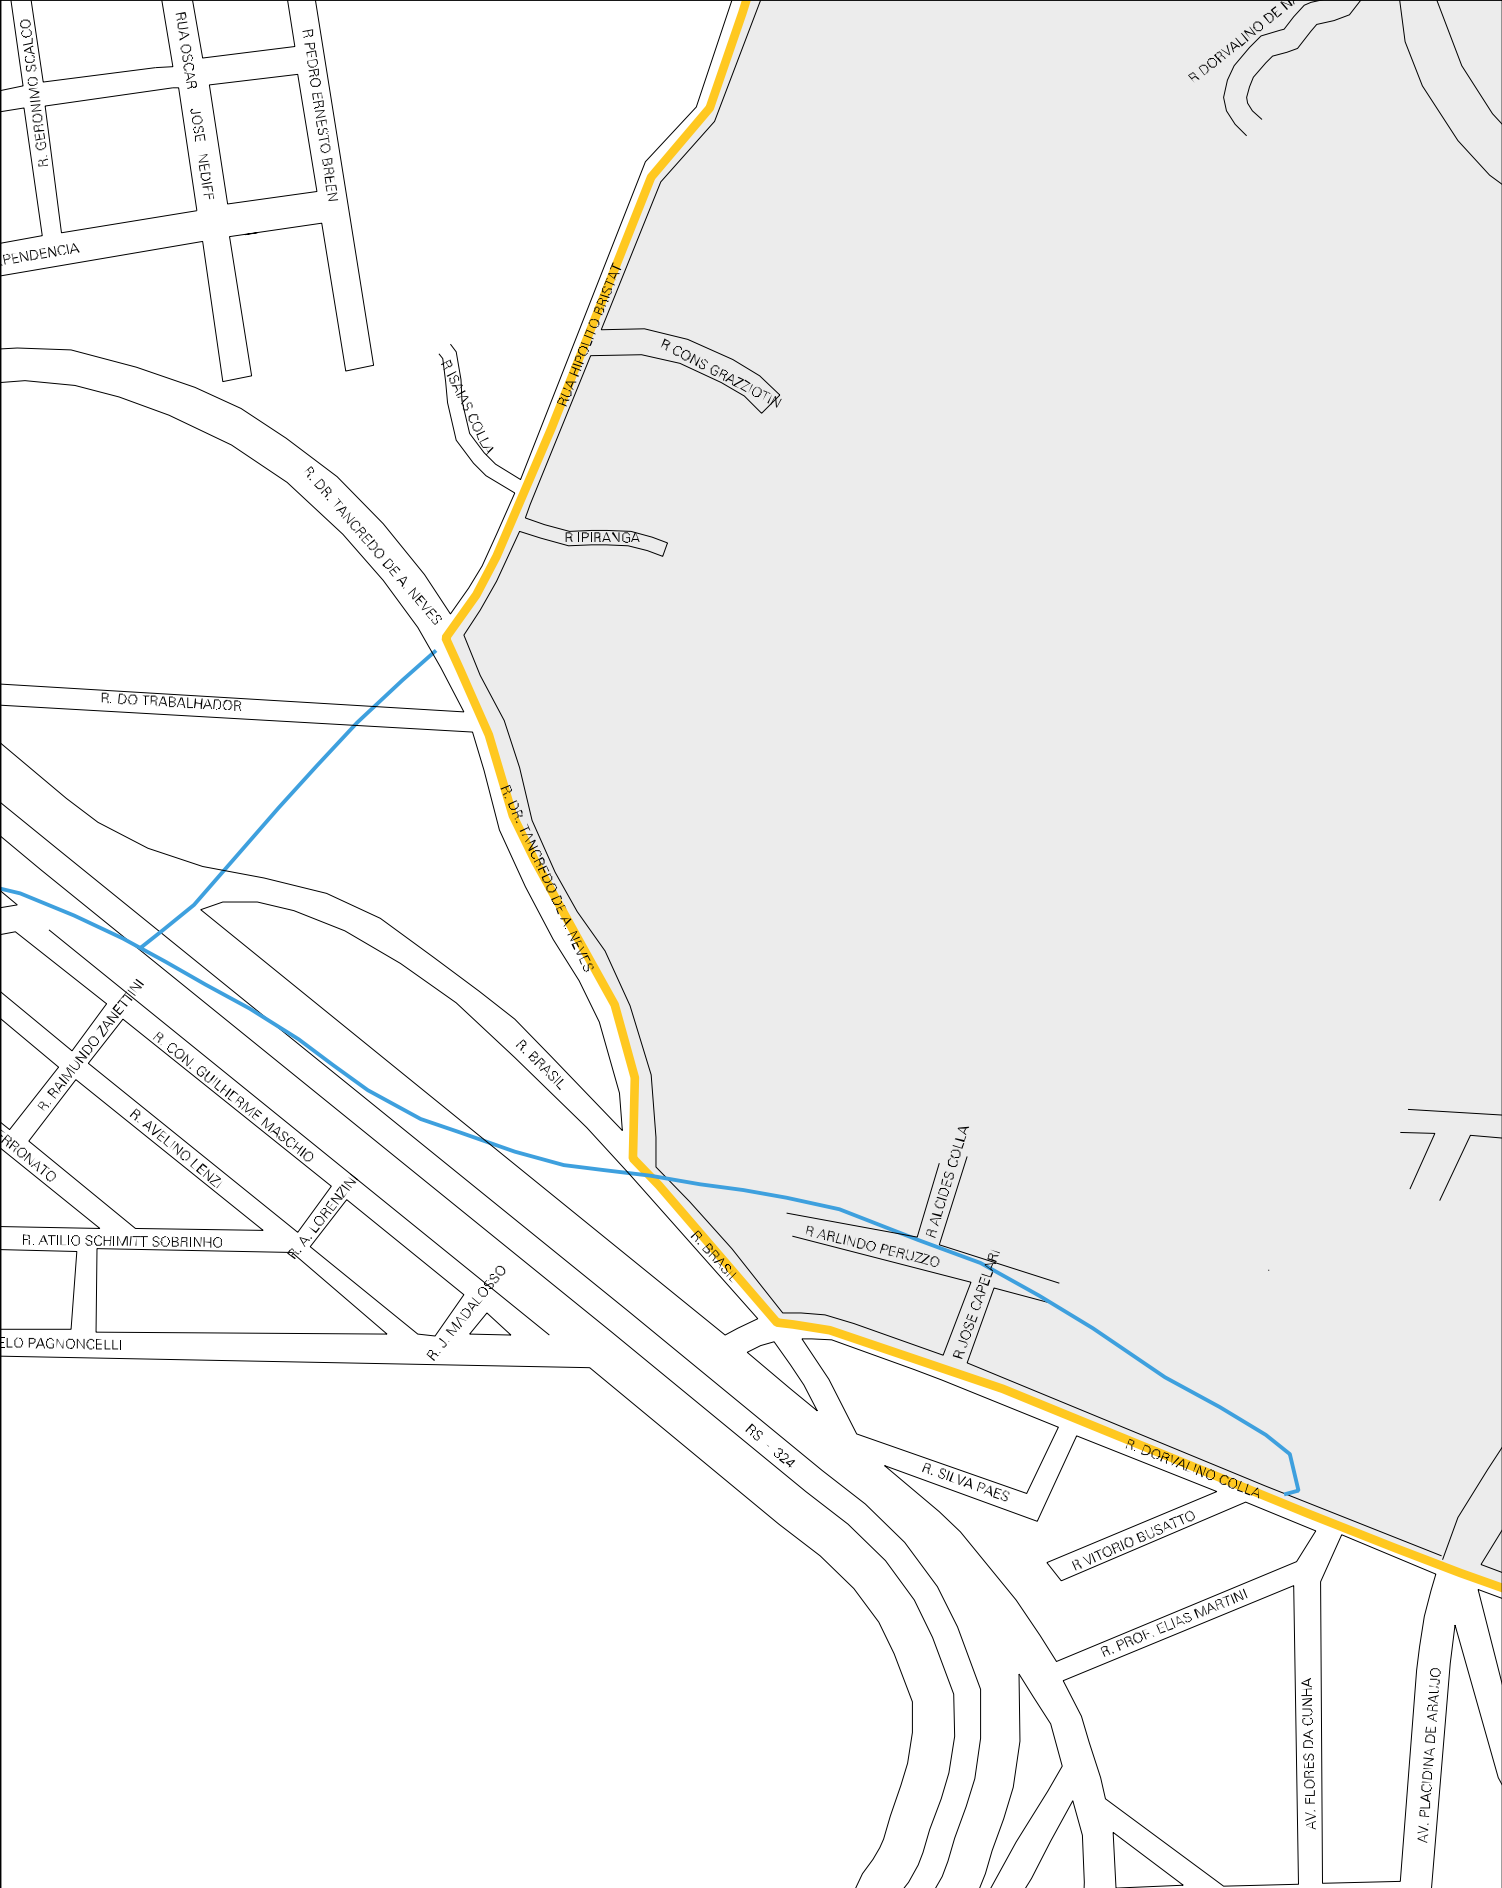 R. GERONIMO SCALCO
RUA OSCAR JOSE NEDIFF
R PEDRO ERNESTO BREEN
R DORVALINO DE
PENDENCIA
RUA HIPOLITO BRISTAT
R CONS GRAZZIOTIN
R ISAIAS COLLA
R. DR. TANCREDO DE A. NEVES
R IPIRANGA
R. DO TRABALHADOR
R. DR. TANCREDO DE A. NEVES
R. RAIMUNDO ZANETTINI
R. CON. GUILHERME MASCHIO
R. BRASIL
R. AVELINO LENZI
RRONATO
R. A. LORENZINI
R ALCIDES COLLA
R ARLINDO PERUZZO
R. ATILIO SCHIMITT SOBRINHO
R. BRASIL
R JOSE CAPELARI
R. J. MADALOSSO
ELO PAGNONCELLI
RS - 324
R. DORVALINO COLLA
R. SILVA PAES
R VITORIO BUSATTO
R. PROF. ELIAS MARTINI
AV. FLORES DA CUNHA
AV. PLACIDINA DE ARAUJO